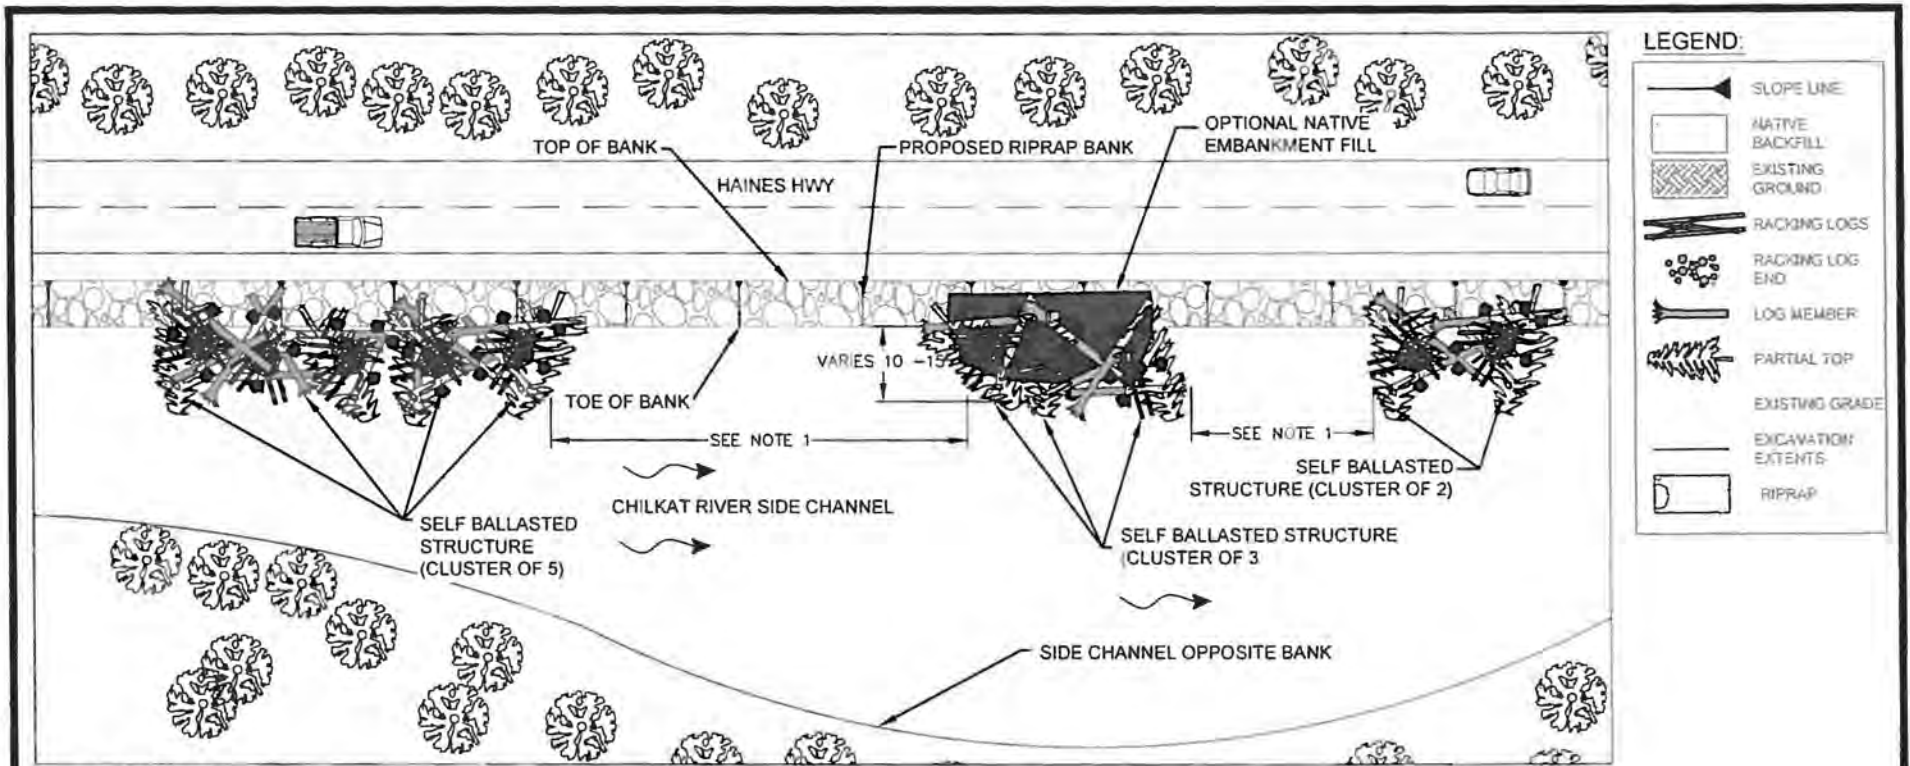 LEGEND:
SLOPE LINE
NATIVE
BACKFILL
EXISTING
GROUND
RACKING LOGS
RACKING LOG
END
LOG MEMBER
PARTIAL TOP
EXISTING GRADE
EXCAVATION
EXTENTS
RIPRAP
TOP OF BANK
PROPOSED RIPRAP BANK
OPTIONAL NATIVE
EMBANKMENT FILL
HAINES HWY
VARIES 10 -15
TOE OF BANK
SEE NOTE 1
SEE NOTE 1
SELF BALLASTED
STRUCTURE (CLUSTER OF 2)
CHILKAT RIVER SIDE CHANNEL
SELF BALLASTED
STRUCTURE
(CLUSTER OF 5)
SELF BALLASTED STRUCTURE
(CLUSTER OF 3
SIDE CHANNEL OPPOSITE BANK